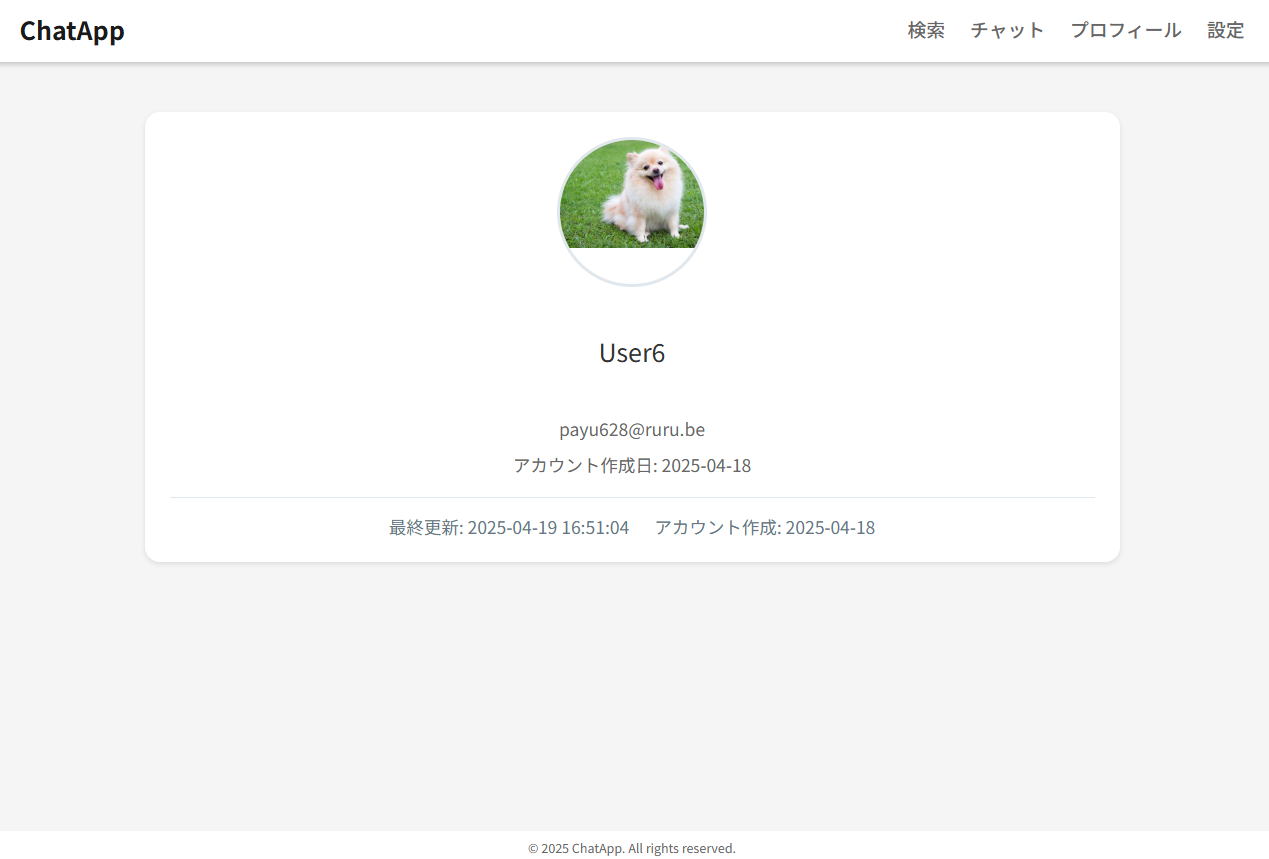 ChatApp
検索 チャット プロフィール 設定
User6
payu628@ruru.be
アカウント作成日: 2025-04-18
最終更新: 2025-04-19 16:51:04 アカウント作成: 2025-04-18
© 2025 ChatApp. All rights reserved.